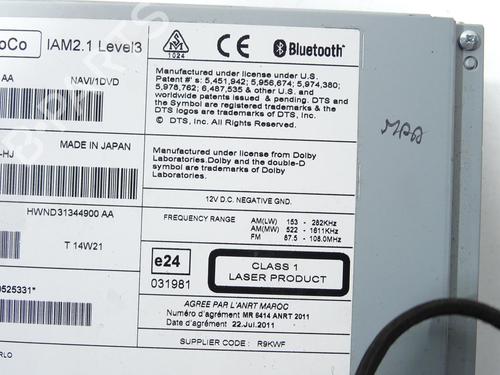 oCo IAM2.1 Level3
SM 1024 CE Bluetooth®
AA NAVI/1DVD
Manufactured under license under U.S.
Patent #'s: 5,451,942; 5,956,674; 5,974,380;
5,978,762; 6,487,535 & other U.S. and
worldwide patents issued & pending. DTS and
the Symbol are registered trademarks &
DTS logos are trademarks of DTS, Inc.
© DTS, Inc. All Rights Reserved.
-HJ MADE IN JAPAN
Manufactured under license from Dolby
Laboratories.Dolby and the double-D
symbol are trademarks of Dolby
Laboratories.
12V D.C. NEGATIVE GND.
HWND31344900 AA
FREQUENCY RANGE AM(LW) 153 - 282KHz
AM(MW) 522 - 1611KHz
FM 87.5 - 108.0MHz
T 14W21
e24
031981
CLASS 1
LASER PRODUCT
0525331*
AGREE PAR L'ANRT MAROC
Numéro d'agrément MR 6414 ANRT 2011
Date d'agrément 22.Jul.2011
SUPPLIER CODE : R9KWF
RLO